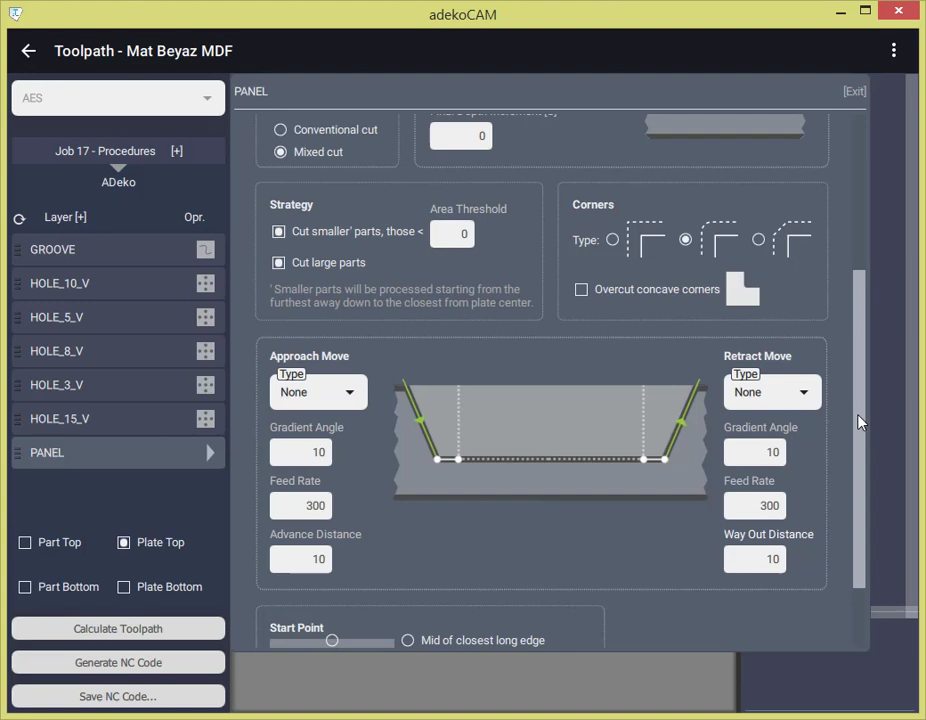 adekoCAM
Toolpath - Mat Beyaz MDF
AES
Job 17 - Procedures [+]
ADeko
Layer [+] Opr.
GROOVE
HOLE_10_V
HOLE_5_V
HOLE_8_V
HOLE_3_V
HOLE_15_V
PANEL
Part Top Plate Top
Part Bottom Plate Bottom
Calculate Toolpath
Generate NC Code
Save NC Code...
PANEL [Exit]
Conventional cut
Mixed cut
0
Strategy
Area Threshold
Cut smaller' parts, those < 0
Cut large parts
' Smaller parts will be processed starting from the
furthest away down to the closest from plate center.
Corners
Type:
Overcut concave corners
Approach Move
Type
None
Gradient Angle
10
Feed Rate
300
Advance Distance
10
Retract Move
Type
None
Gradient Angle
10
Feed Rate
300
Way Out Distance
10
Start Point
Mid of closest long edge